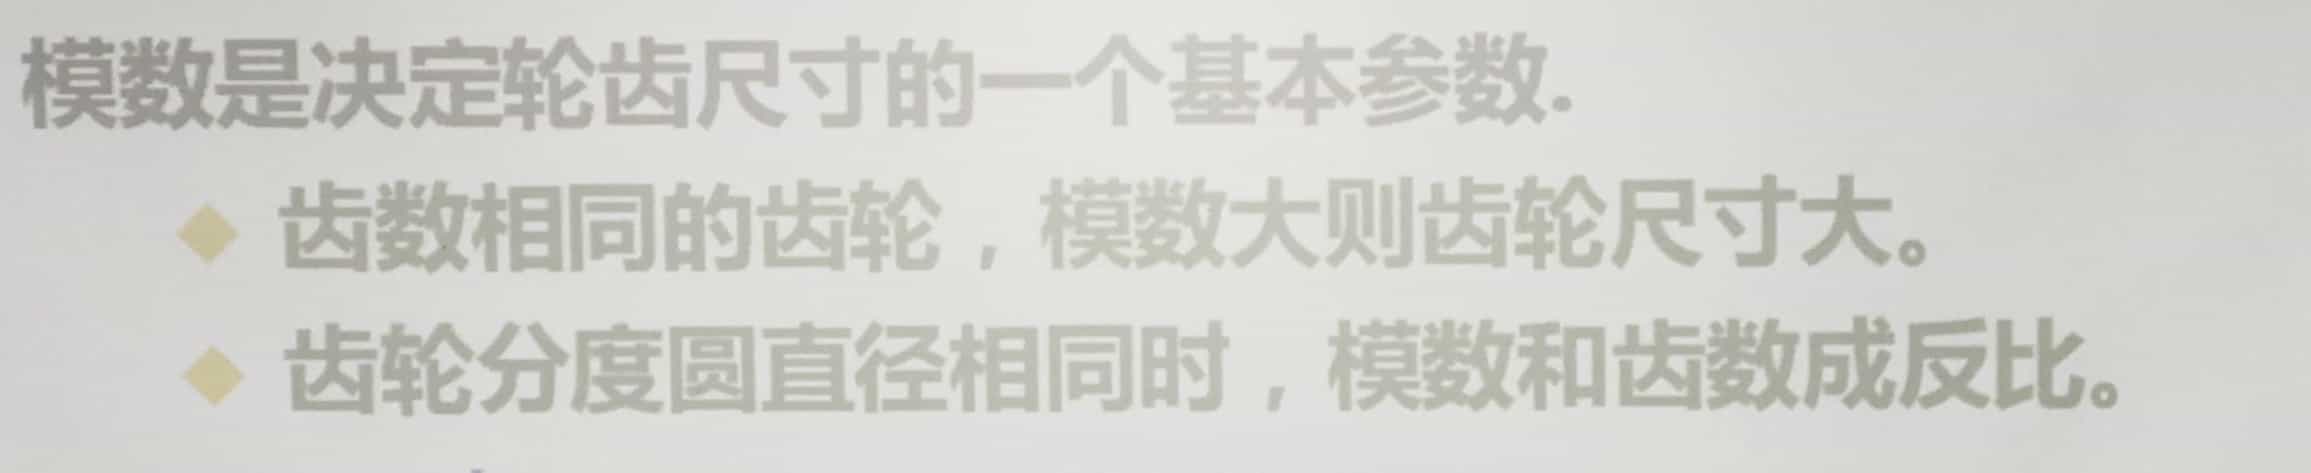 模数是决定轮齿尺寸的一个基本参数.
◆ 齿数相同的齿轮，模数大则齿轮尺寸大。
◆ 齿轮分度圆直径相同时，模数和齿数成反比。